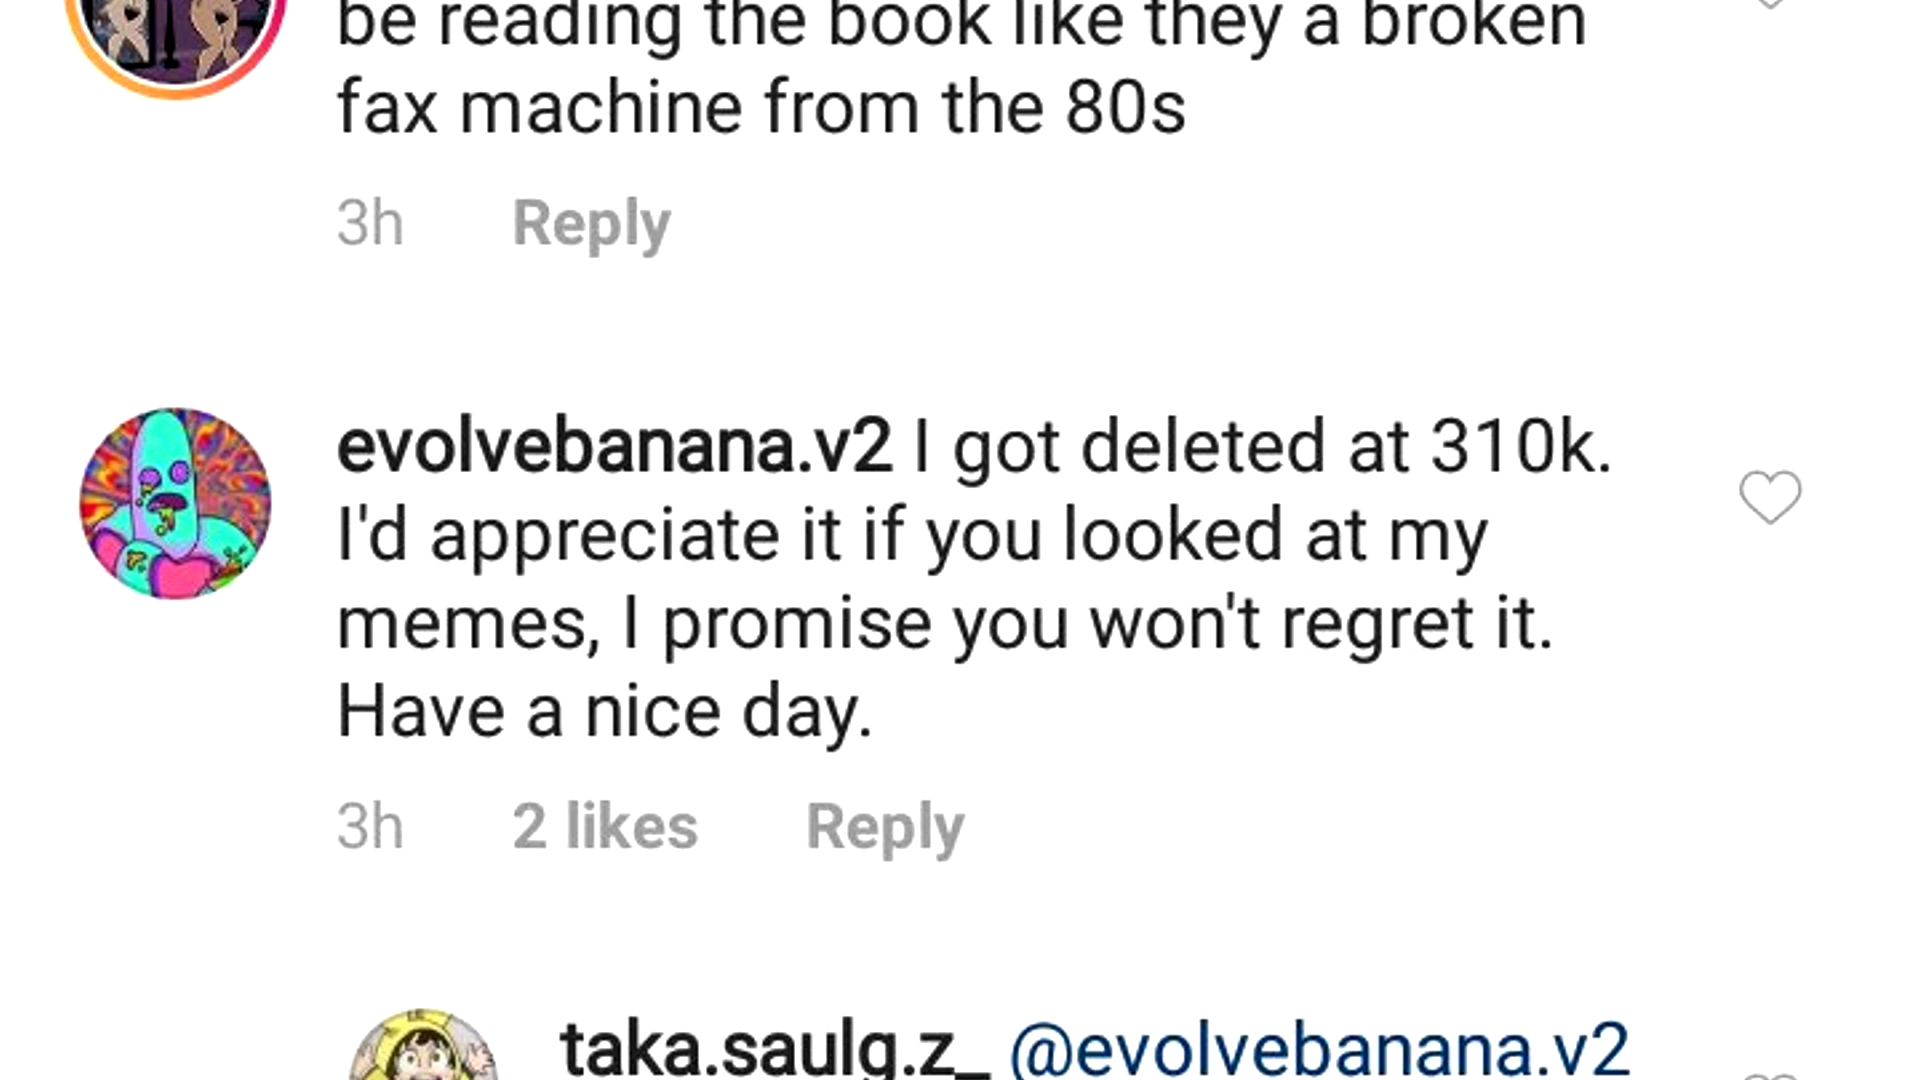 be reading the book like they a broken
fax machine from the 80s
3h Reply
evolvebanana.v2 I got deleted at 310k.
I'd appreciate it if you looked at my
memes, I promise you won't regret it.
Have a nice day.
3h 2 likes Reply
taka.saulg.z_ @evolvebanana.v2